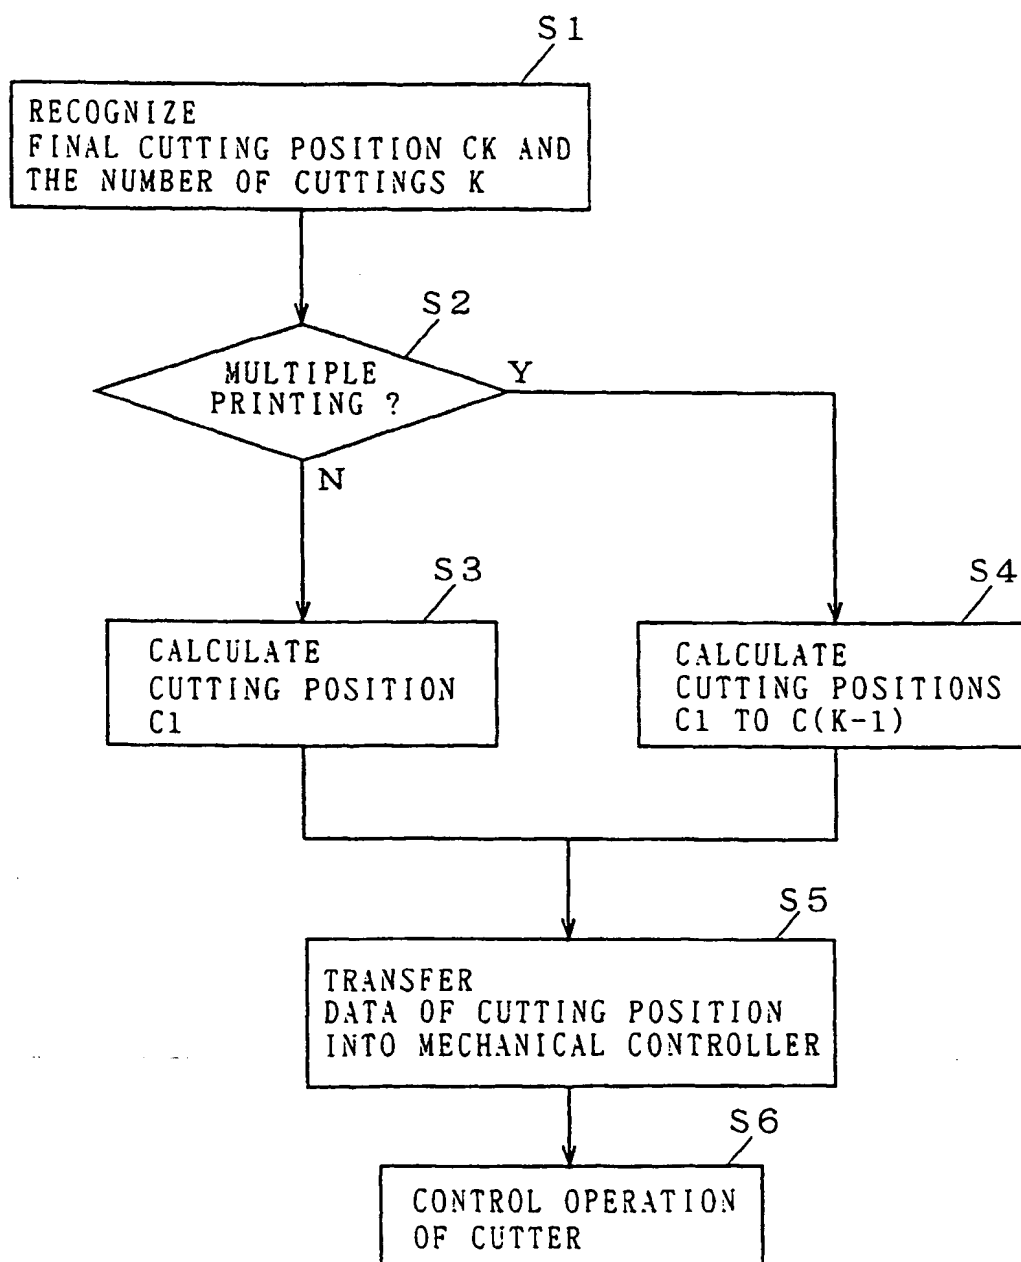 S1
RECOGNIZE
FINAL CUTTING POSITION CK AND
THE NUMBER OF CUTTINGS K
S2
MULTIPLE
PRINTING ?
Y
N
S3
CALCULATE
CUTTING POSITION
C1
S4
CALCULATE
CUTTING POSITIONS
C1 TO C(K-1)
S5
TRANSFER
DATA OF CUTTING POSITION
INTO MECHANICAL CONTROLLER
S6
CONTROL OPERATION
OF CUTTER